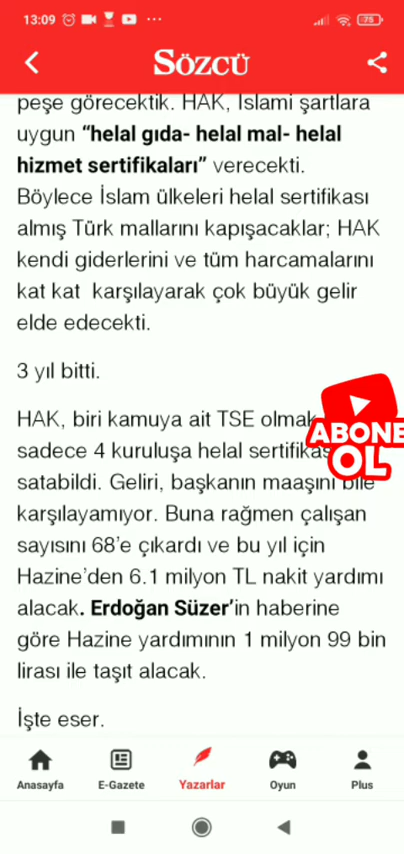 13:09
75
SÖZCÜ
peşe görecektik. HAK, İslami şartlara
uygun “helal gıda- helal mal- helal
hizmet sertifikaları” verecekti.
Böylece İslam ülkeleri helal sertifikası
almış Türk mallarını kapışacaklar; HAK
kendi giderlerini ve tüm harcamalarını
kat kat karşılayarak çok büyük gelir
elde edecekti.
3 yıl bitti.
HAK, biri kamuya ait TSE olmak
sadece 4 kuruluşa helal
satabildi. Geliri, başkanın maaşını bile
karşılayamıyor. Buna rağmen çalışan
sayısını 68’e çıkardı ve bu yıl için
Hazine’den 6.1 milyon TL nakit yardımı
alacak. Erdoğan Süzer’in haberine
göre Hazine yardımının 1 milyon 99 bin
lirası ile taşıt alacak.
İşte eser.
ABONE
OL
Anasayfa
E-Gazete
Yazarlar
Oyun
Plus